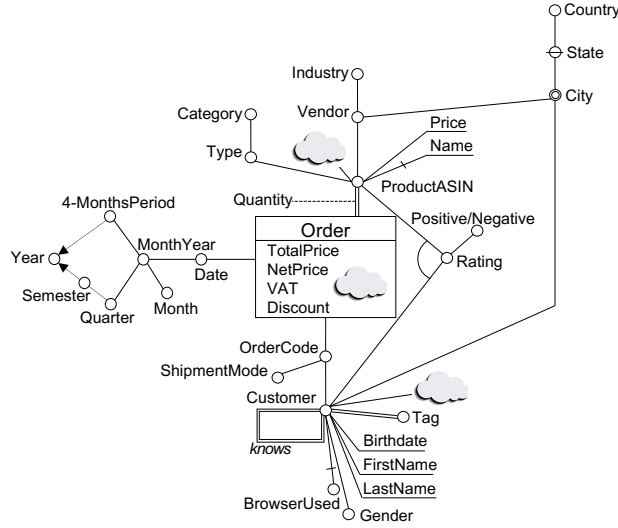 Country
State
City
Industry
Vendor
Category
Type
Price
Name
ProductASIN
Quantity
4-MonthsPeriod
Positive/Negative
Order
MonthYear
Year
Date
TotalPrice
NetPrice
VAT
Discount
Rating
Semester
Month
Quarter
OrderCode
ShipmentMode
Customer
Tag
Birthdate
knows
FirstName
LastName
BrowserUsed
Gender